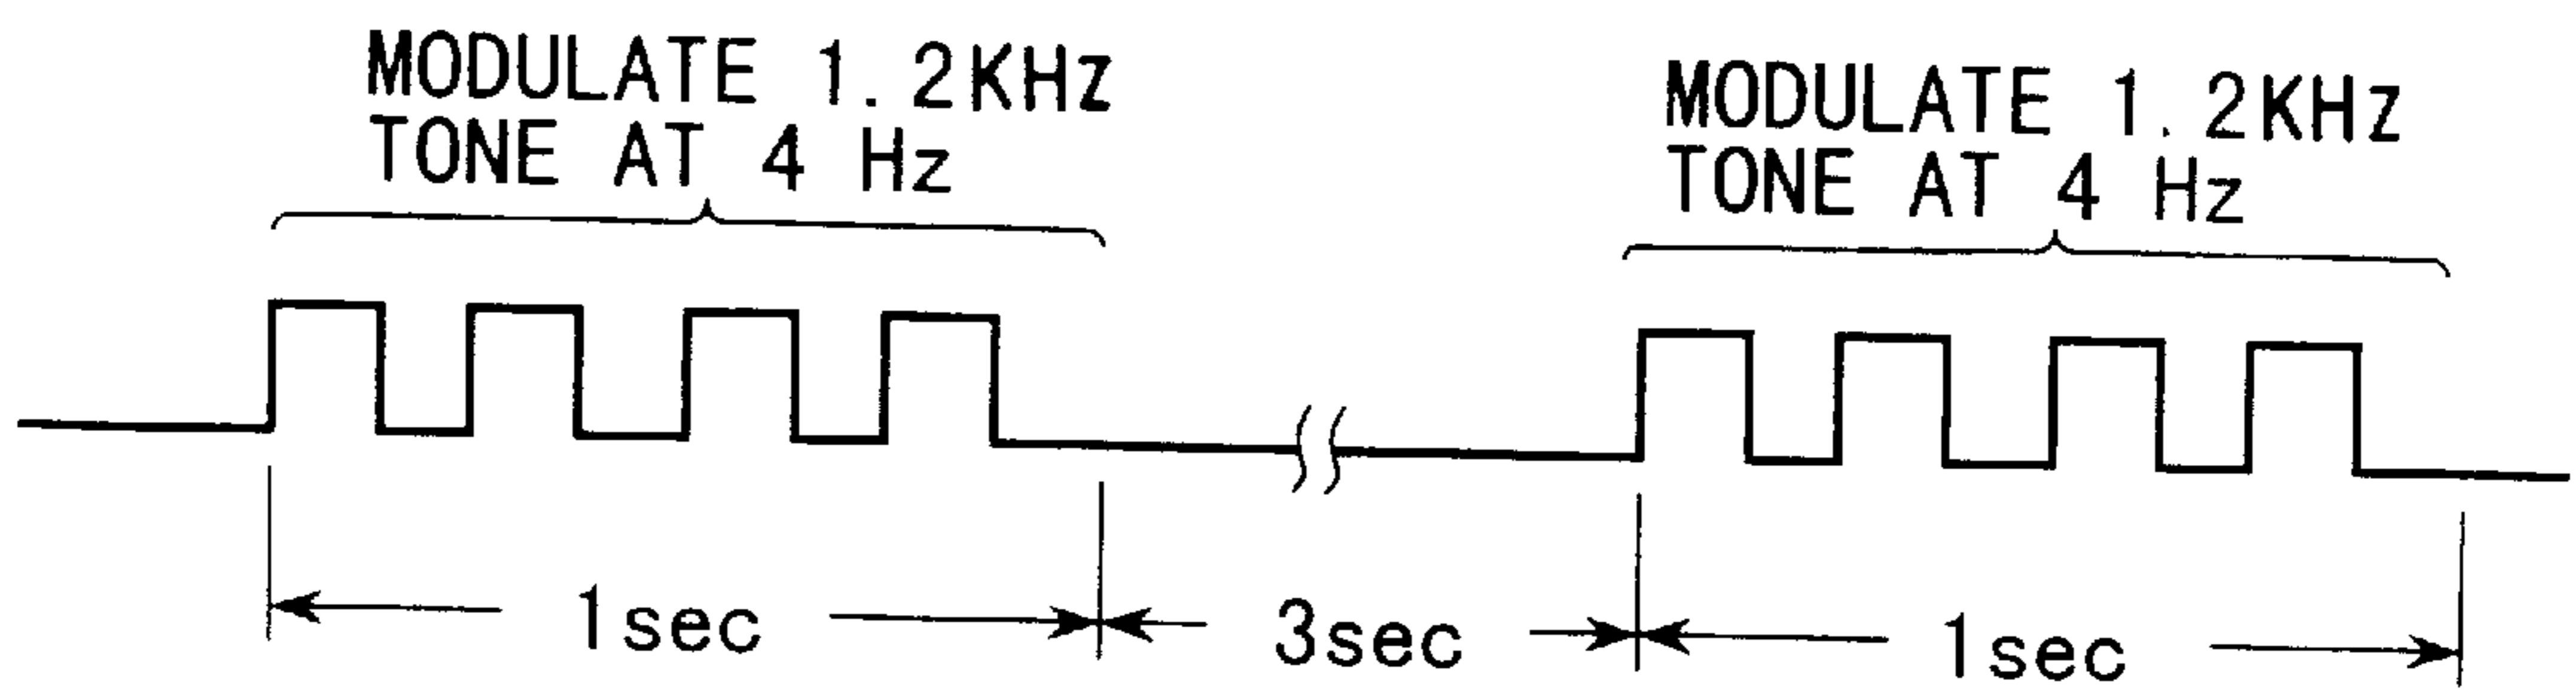 MODULATE 1.2KHz
TONE AT 4 Hz
MODULATE 1.2KHz
TONE AT 4 Hz
1sec
3sec
1sec